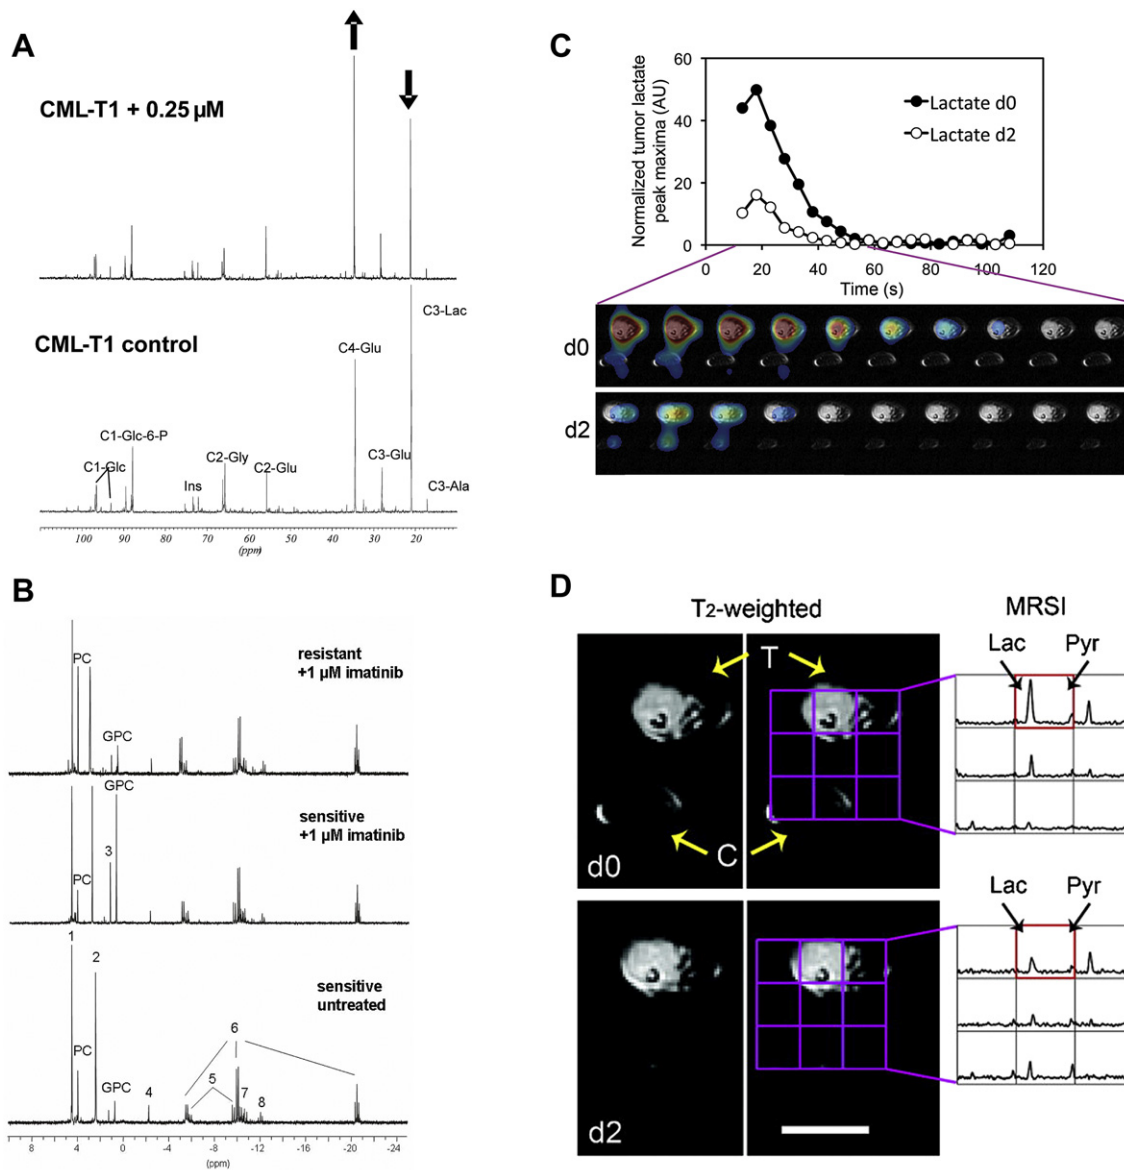 A
CML-T1 + 0.25 µM
C3-Lac
CML-T1 control
C4-Glu
C1-Glc-6-P
C1-Glc
C2-Gly
C2-Glu
C3-Glu
Ins
C3-Ala
100 90 80 70 60 50 40 30 20
(ppm)
B
resistant
+1 µM imatinib
PC
GPC
sensitive
+1 µM imatinib
GPC
3
PC
1
2
sensitive
untreated
6
PC
5
GPC
4
7
8
8 4 0 -4 -8 -12 -16 -20 -24
(ppm)
C
Normalized tumor lactate
peak maxima (AU)
60
40
20
0
Lactate d0
Lactate d2
0 20 40 60 80 100 120
Time (s)
d0
d2
D
T2-weighted
MRSI
T
Lac Pyr
C
d0
Lac Pyr
d2